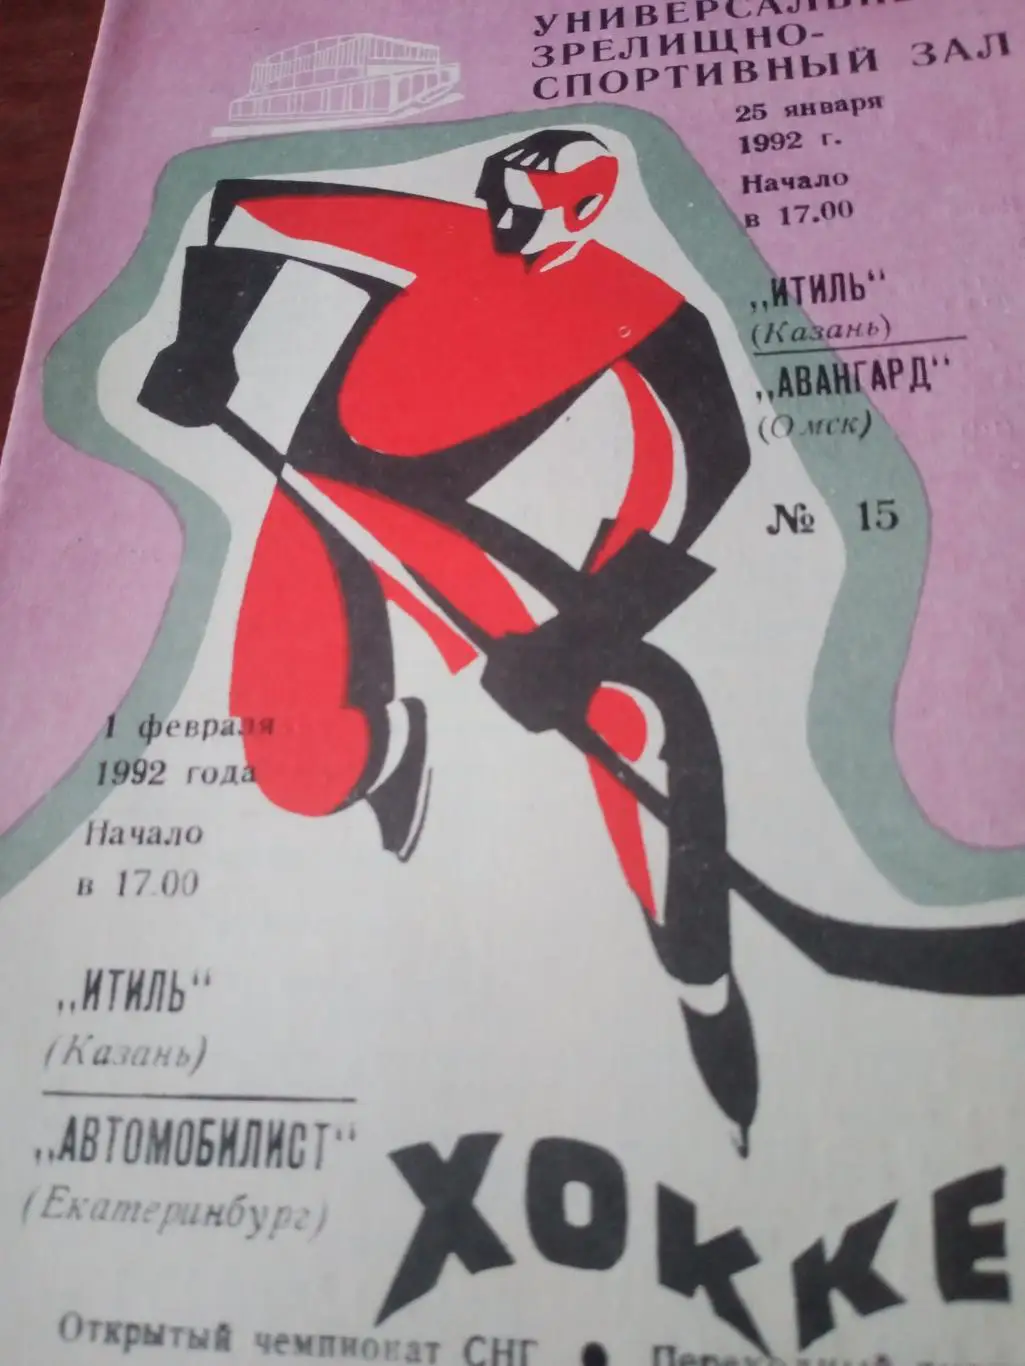 ЗРЕЛИЩНО-
СПОРТИВНЫЙ ЗАЛ
25 января
1992 г.
Начало
в 17.00
„ИТИЛЬ“
(Казань)
„АВАНГАРД“
(Омск)
№ 15
1 февраля
1992 года
Начало
в 17.00
„ИТИЛЬ“
(Казань)
„АВТОМОБИЛИСТ“
(Екатеринбург)
ХОККЕ
Открытый чемпионат СНГ ●